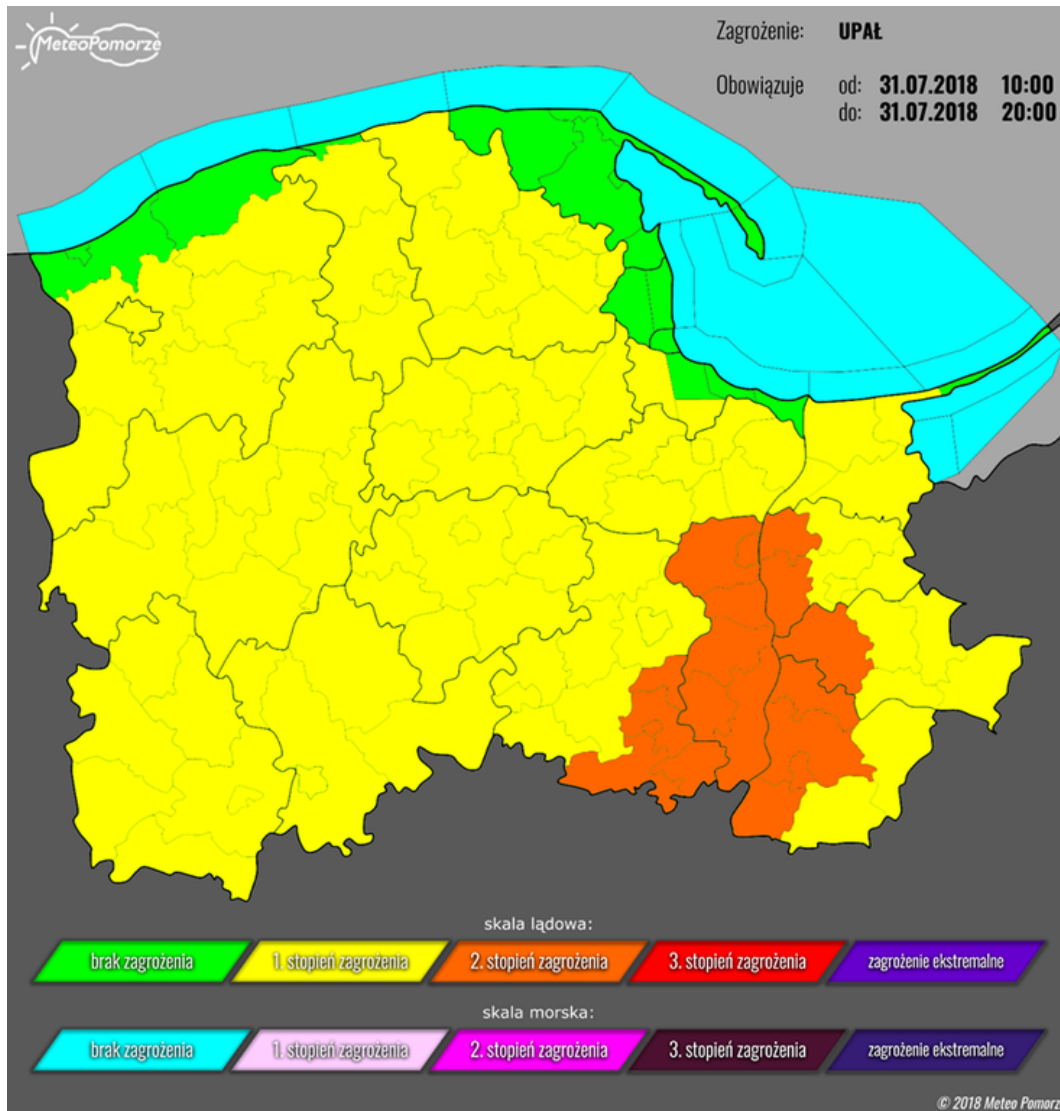 MeteoPomorze
Zagrożenie: UPAŁ
Obowiązuje od: 31.07.2018 10:00
do: 31.07.2018 20:00
skala lądowa:
brak zagrożenia 1. stopień zagrożenia 2. stopień zagrożenia 3. stopień zagrożenia zagrożenie ekstremalne
skala morska:
brak zagrożenia 1. stopień zagrożenia 2. stopień zagrożenia 3. stopień zagrożenia zagrożenie ekstremalne
© 2018 Meteo Pomorz